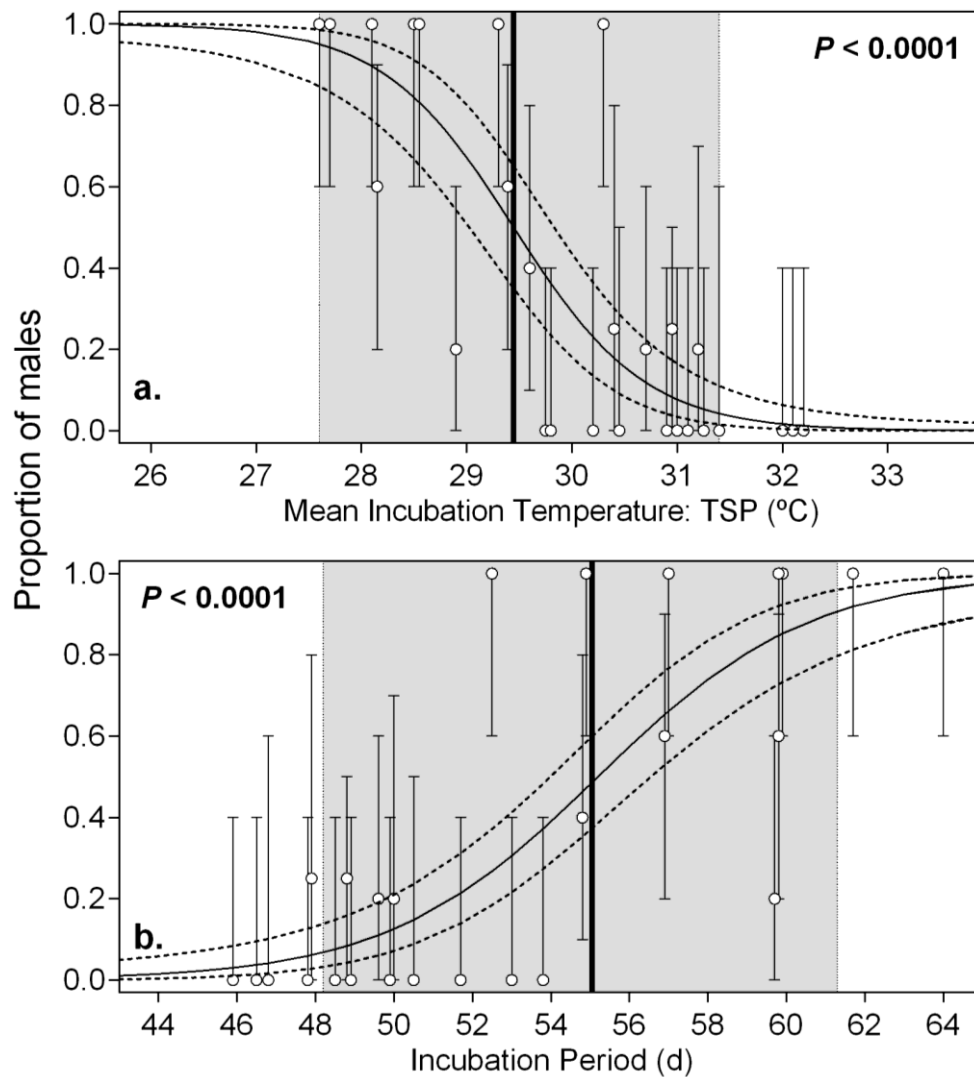 Proportion of males
1.0
0.8
0.6
0.4
0.2
0.0
P < 0.0001
a.
26 27 28 29 30 31 32 33
Mean Incubation Temperature: TSP (ºC)
1.0
0.8
0.6
0.4
0.2
0.0
P < 0.0001
b.
44 46 48 50 52 54 56 58 60 62 64
Incubation Period (d)